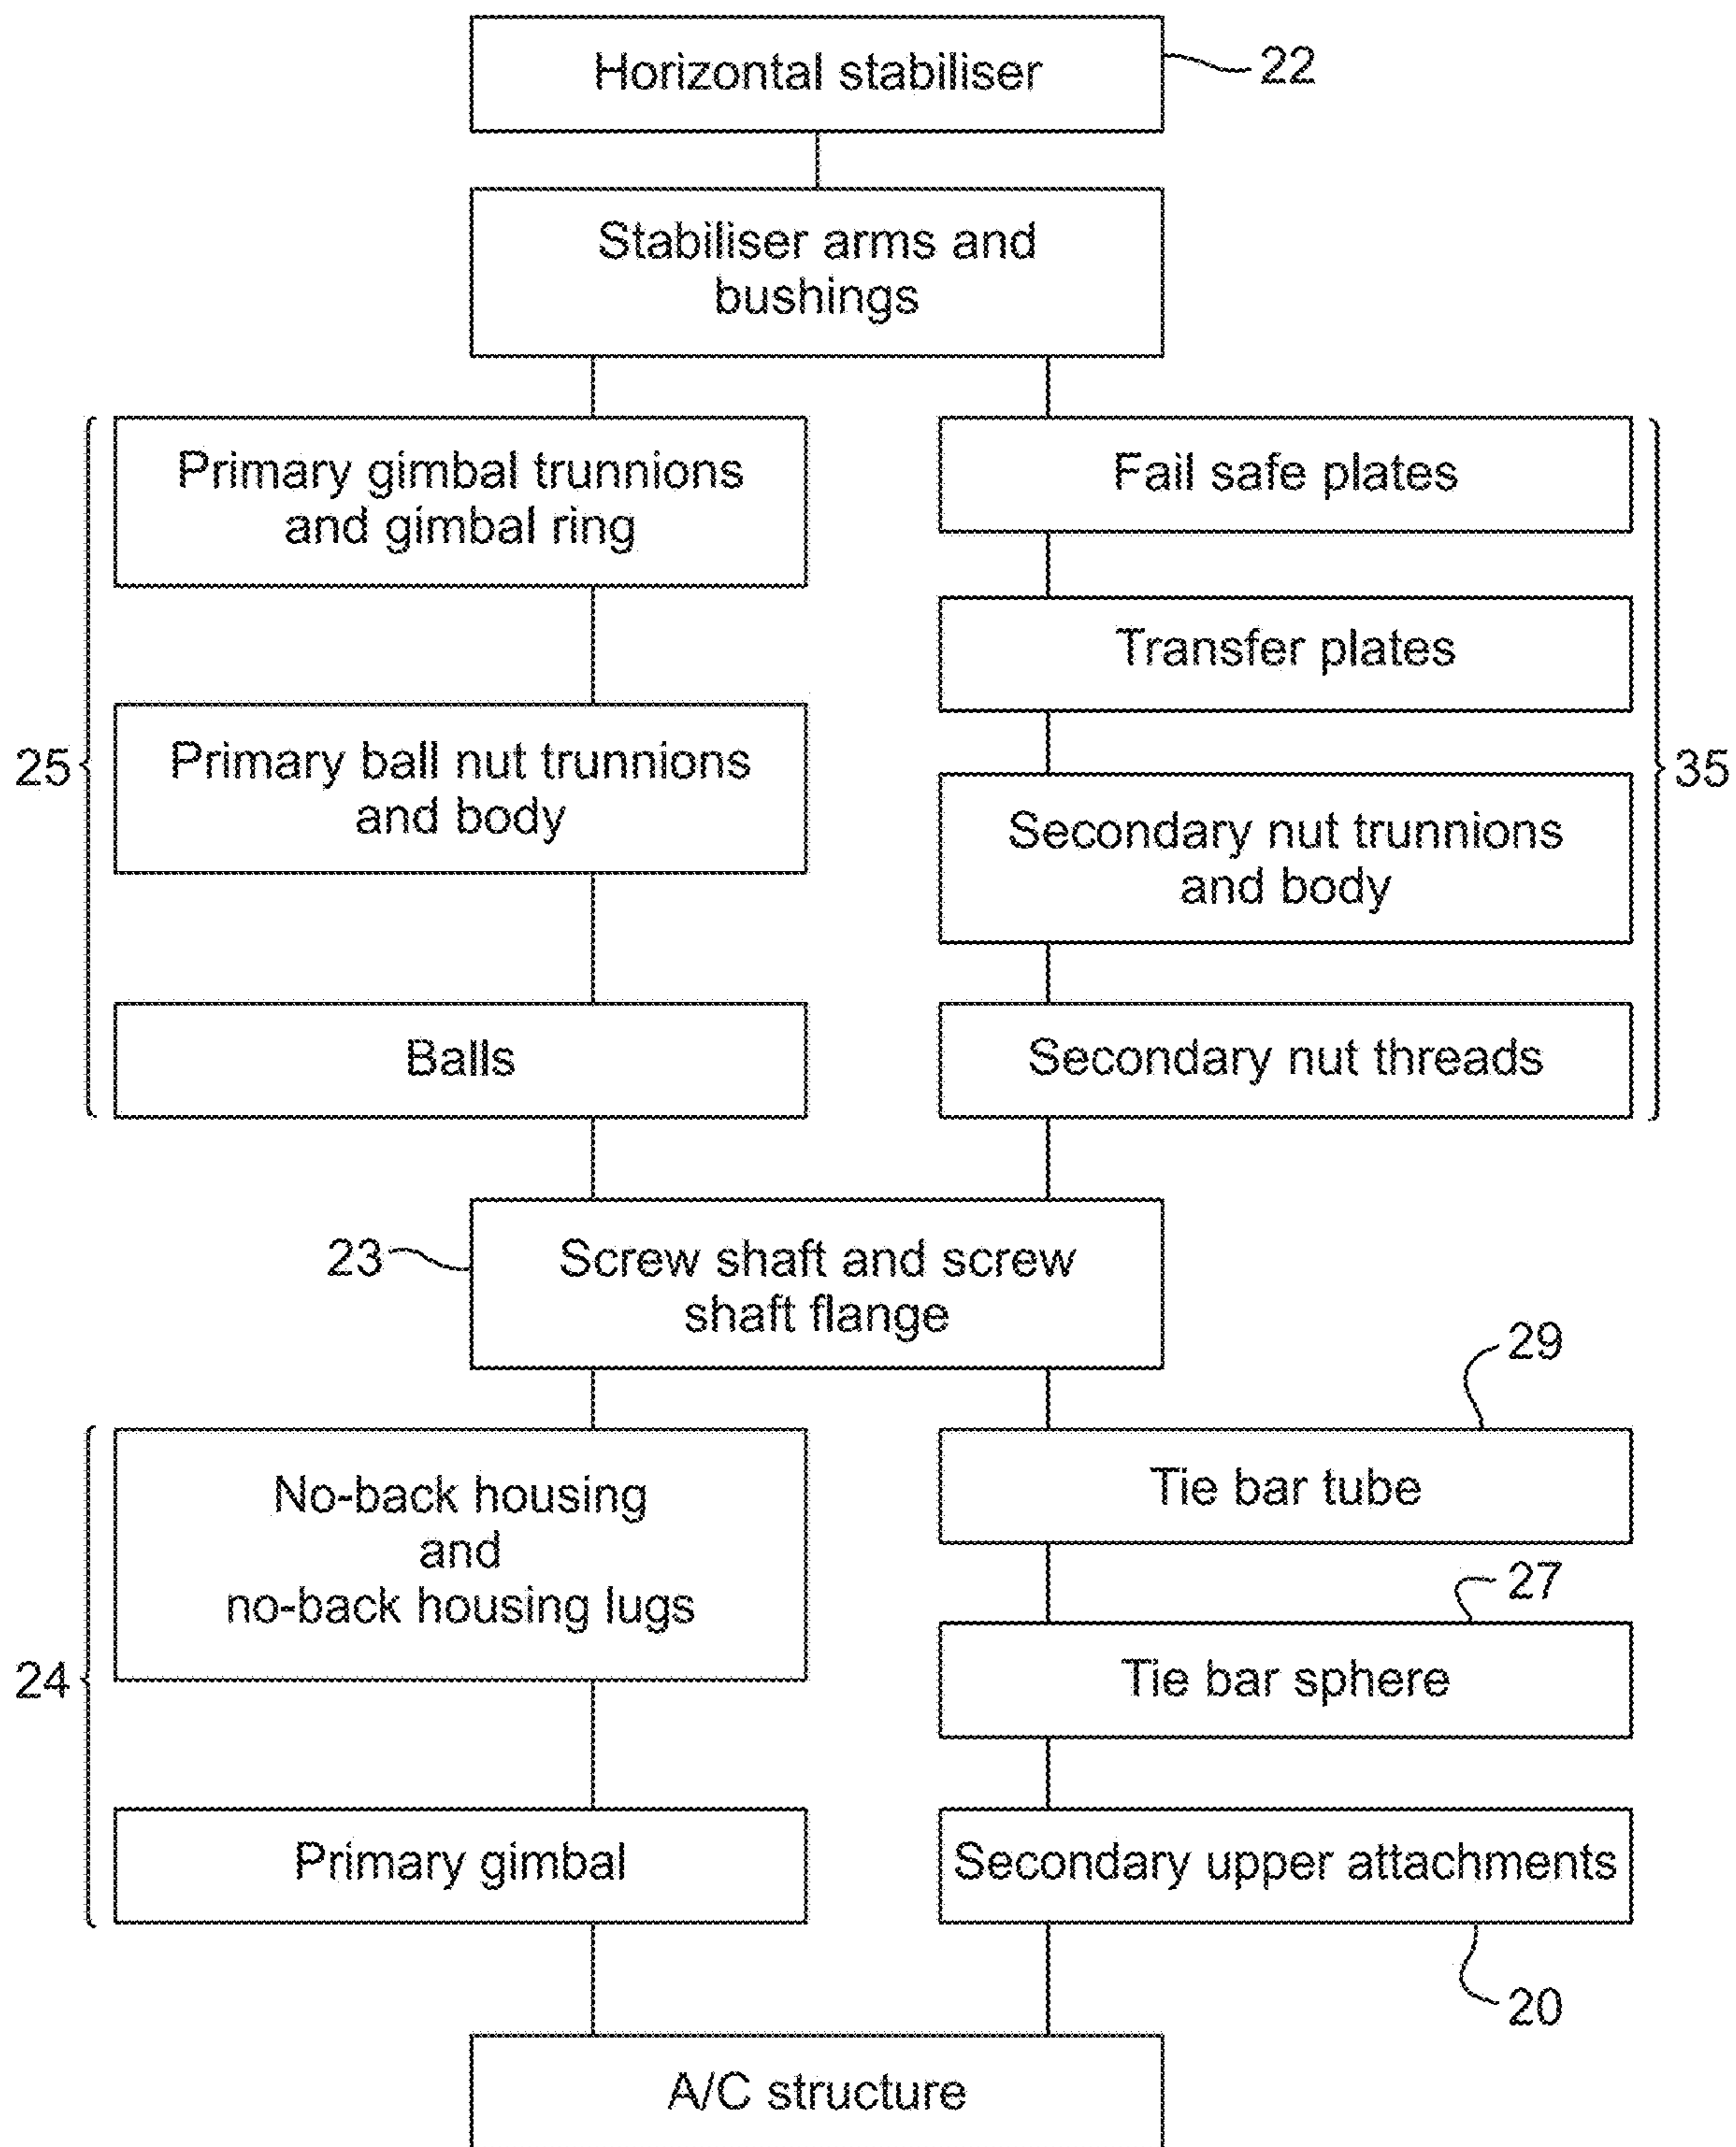 Horizontal stabiliser
22
Stabiliser arms and
bushings
25
Primary gimbal trunnions
and gimbal ring
Primary ball nut trunnions
and body
Balls
Fail safe plates
Transfer plates
Secondary nut trunnions
and body
Secondary nut threads
35
23
Screw shaft and screw
shaft flange
24
No-back housing
and
no-back housing lugs
Primary gimbal
29
Tie bar tube
27
Tie bar sphere
Secondary upper attachments
20
A/C structure